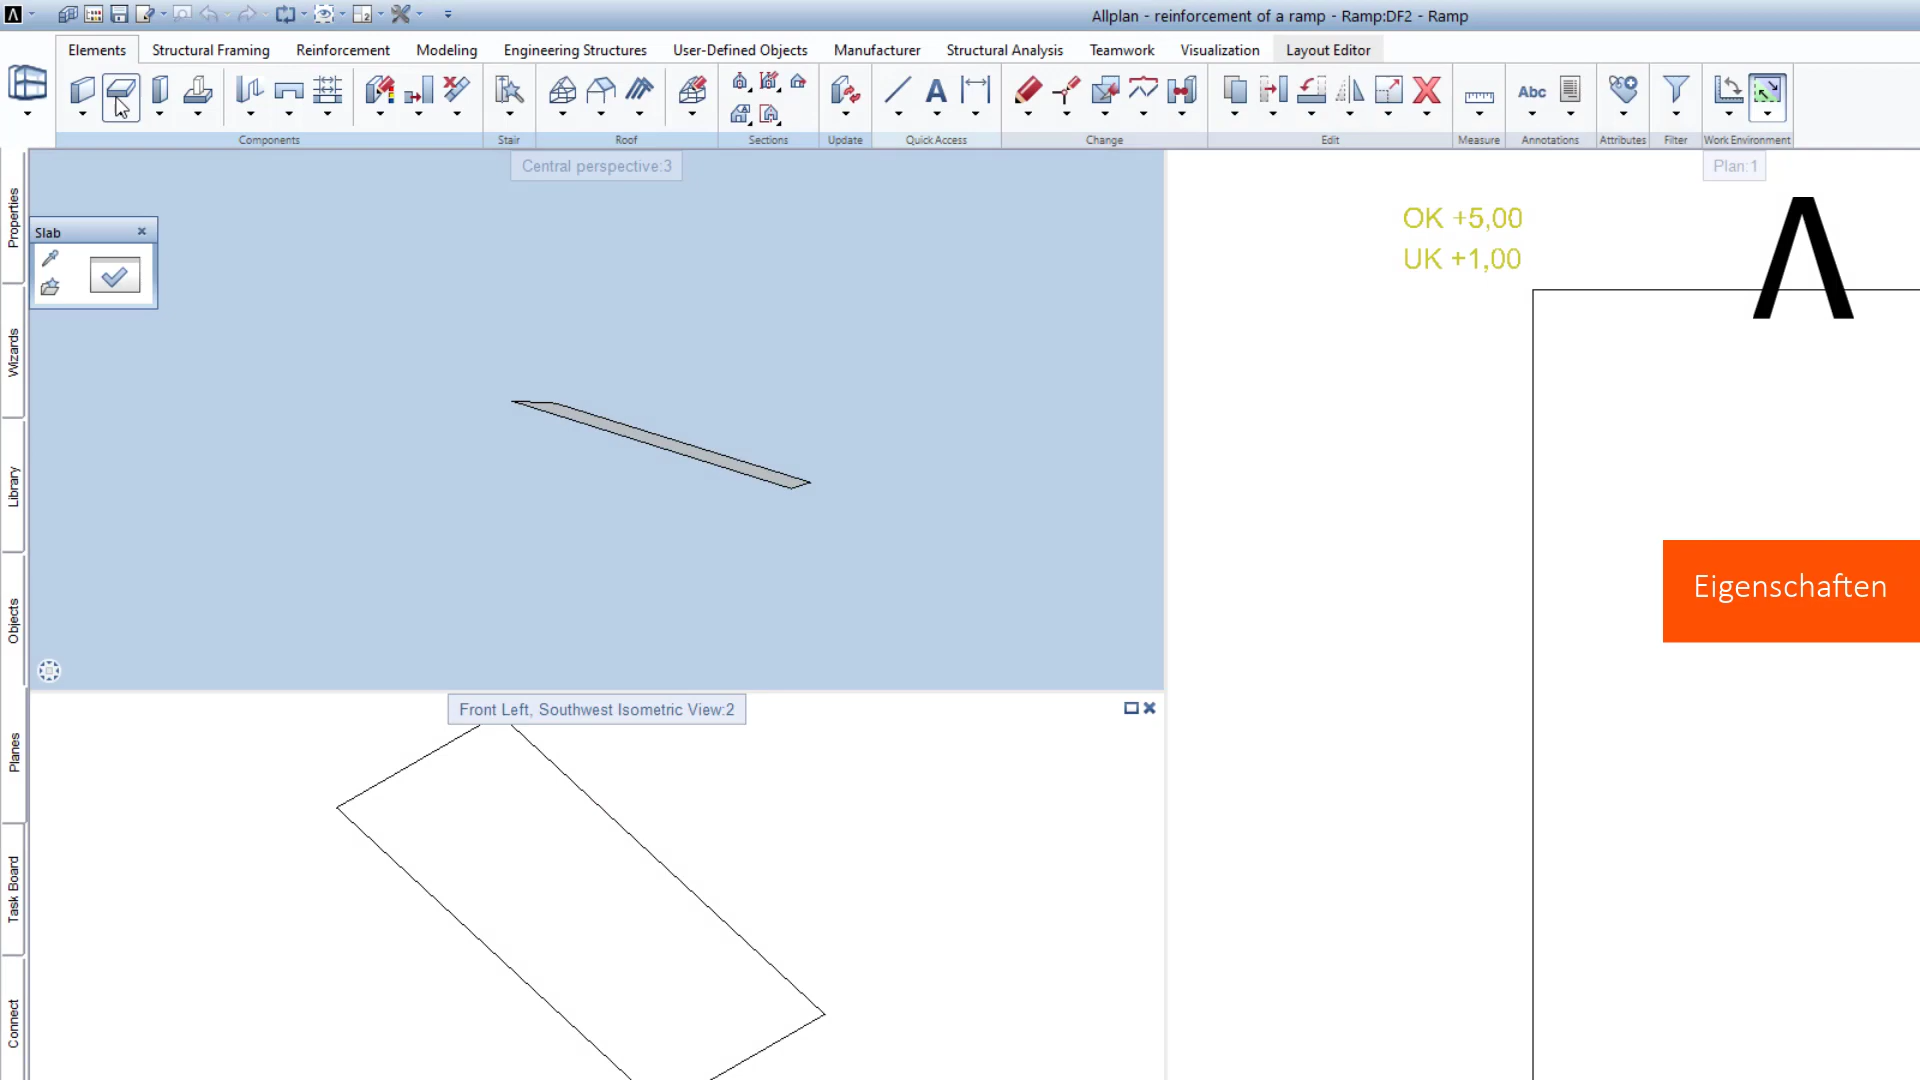 Allplan - reinforcement of a ramp - Ramp:DF2 - Ramp
Elements Structural Framing Reinforcement Modeling Engineering Structures User-Defined Objects Manufacturer Structural Analysis Teamwork Visualization Layout Editor
Abc
Components Stair Roof Sections Update Quick Access Change Edit Measure Annotations Attributes Filter Work Environment
Central perspective:3
Plan:1
Properties
Wizards
Library
Objects
Planes
Task Board
Connect
Slab
OK +5,00
UK +1,00
Eigenschaften
Front Left, Southwest Isometric View:2